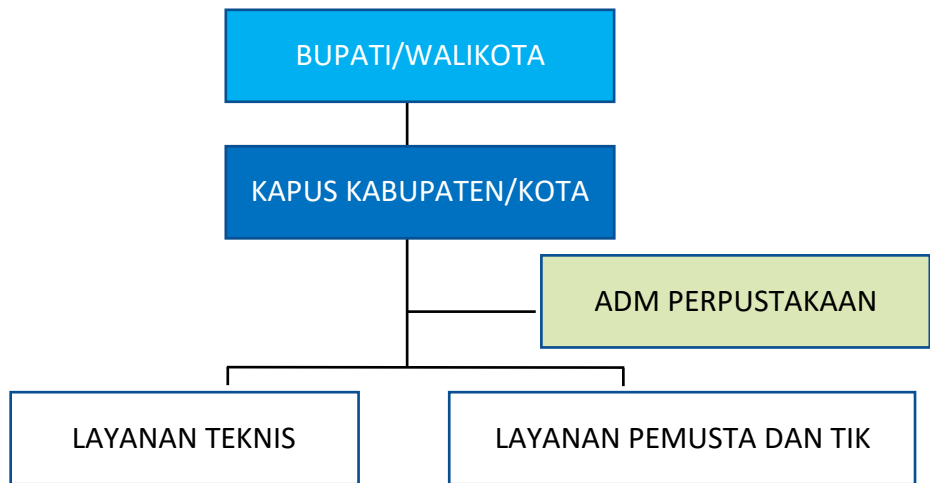 BUPATI/WALIKOTA
KAPUS KABUPATEN/KOTA
ADM PERPUSTAKAAN
LAYANAN TEKNIS
LAYANAN PEMUSTA DAN TIK